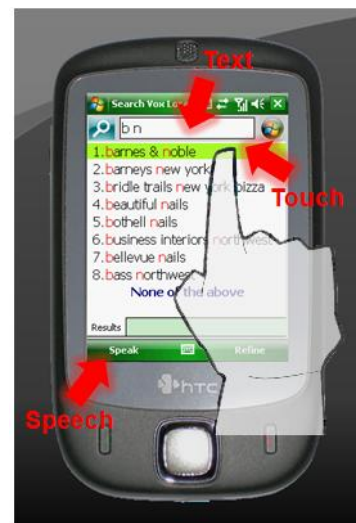 Text
Search Vox Lo
b n
1.barnes & noble
2.barneys new york
3.bridle trails new york pizza
Touch
4.beautiful nails
5.bothell nails
6.business interiors northwest
7.bellevue nails
8.bass northwest
None of the above
Results
Speak Refine
hTC
Speech